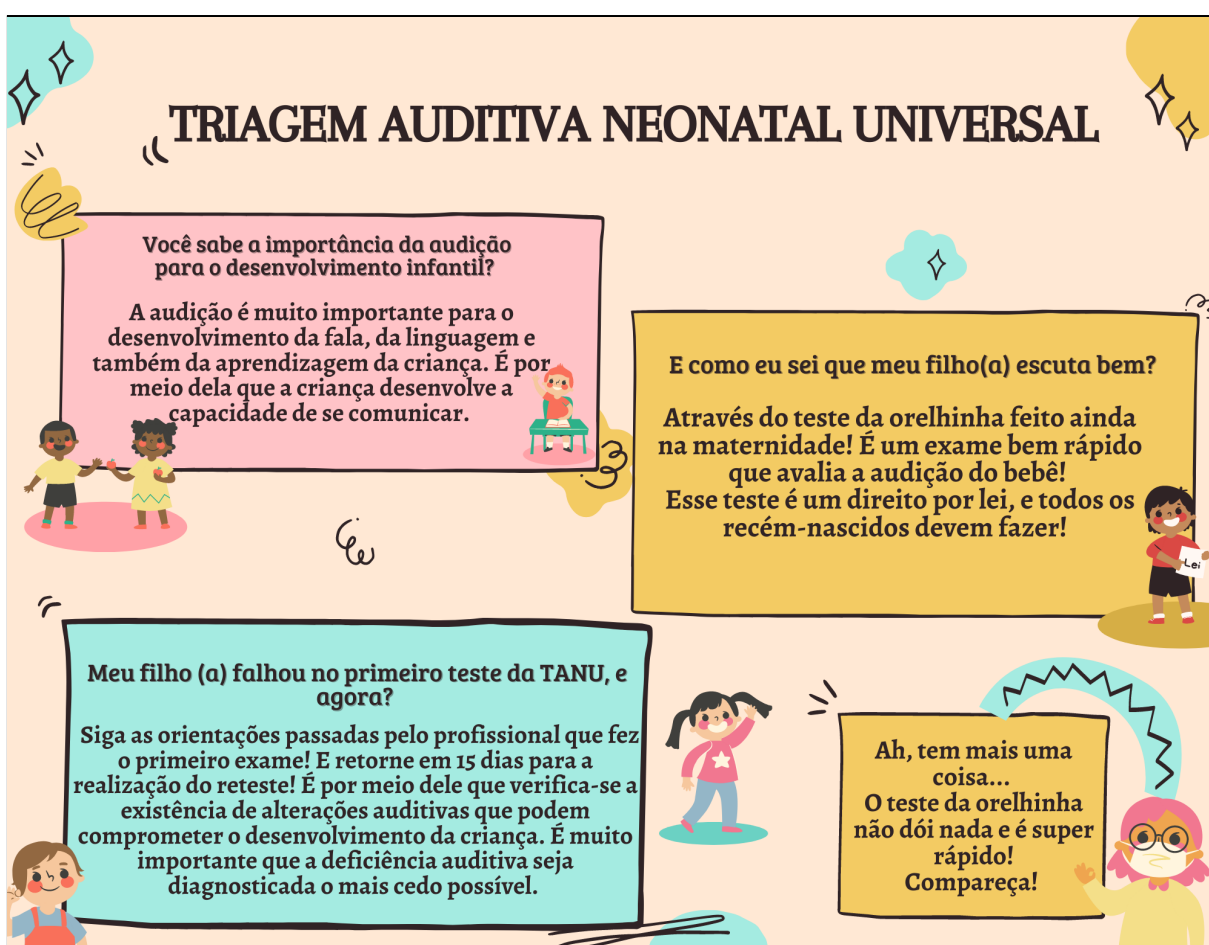 TRIAGEM AUDITIVA NEONATAL UNIVERSAL
Você sabe a importância da audição
para o desenvolvimento infantil?
A audição é muito importante para o
desenvolvimento da fala, da linguagem e
também da aprendizagem da criança. É por
meio dela que a criança desenvolve a
capacidade de se comunicar.
E como eu sei que meu filho(a) escuta bem?
Através do teste da orelhinha feito ainda
na maternidade! É um exame bem rápido
que avalia a audição do bebê!
Esse teste é um direito por lei, e todos os
recém-nascidos devem fazer!
Lei
Meu filho (a) falhou no primeiro teste da TANU, e
agora?
Siga as orientações passadas pelo profissional que fez
o primeiro exame! E retorne em 15 dias para a
realização do reteste! É por meio dele que verifica-se a
existência de alterações auditivas que podem
comprometer o desenvolvimento da criança. É muito
importante que a deficiência auditiva seja
diagnosticada o mais cedo possível.
Ah, tem mais uma
coisa...
O teste da orelhinha
não dói nada e é super
rápido!
Compareça!